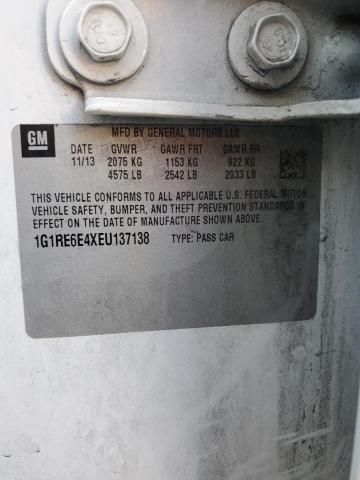 GM
MFD BY GENERAL MOTORS LLC
DATE GVWR GAWR FRT GAWR RR
11/13 2075 KG 1153 KG 922 KG
4575 LB 2542 LB 2033 LB
THIS VEHICLE CONFORMS TO ALL APPLICABLE U.S. FEDERAL MOTOR
VEHICLE SAFETY, BUMPER, AND THEFT PREVENTION STANDARDS IN
EFFECT ON THE DATE OF MANUFACTURE SHOWN ABOVE.
1G1RE6E4XEU137138 TYPE: PASS CAR